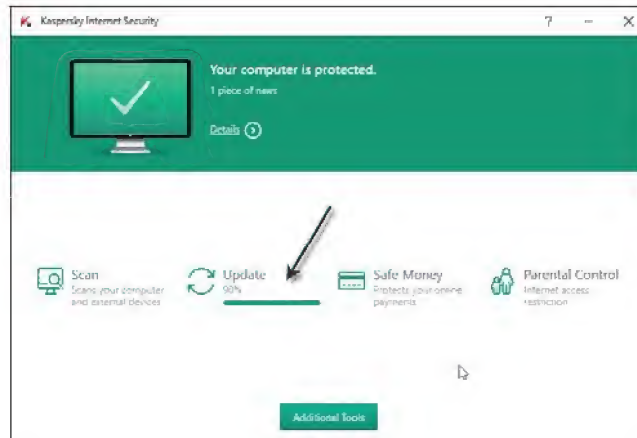 Kaspersky Internet Security
?
Your computer is protected.
1 piece of news
Details
Scan
Scans your computer
and external devices
Update
90%
Safe Money
Protects your online
payments
Parental Control
Internet access
restriction
Additional Tools